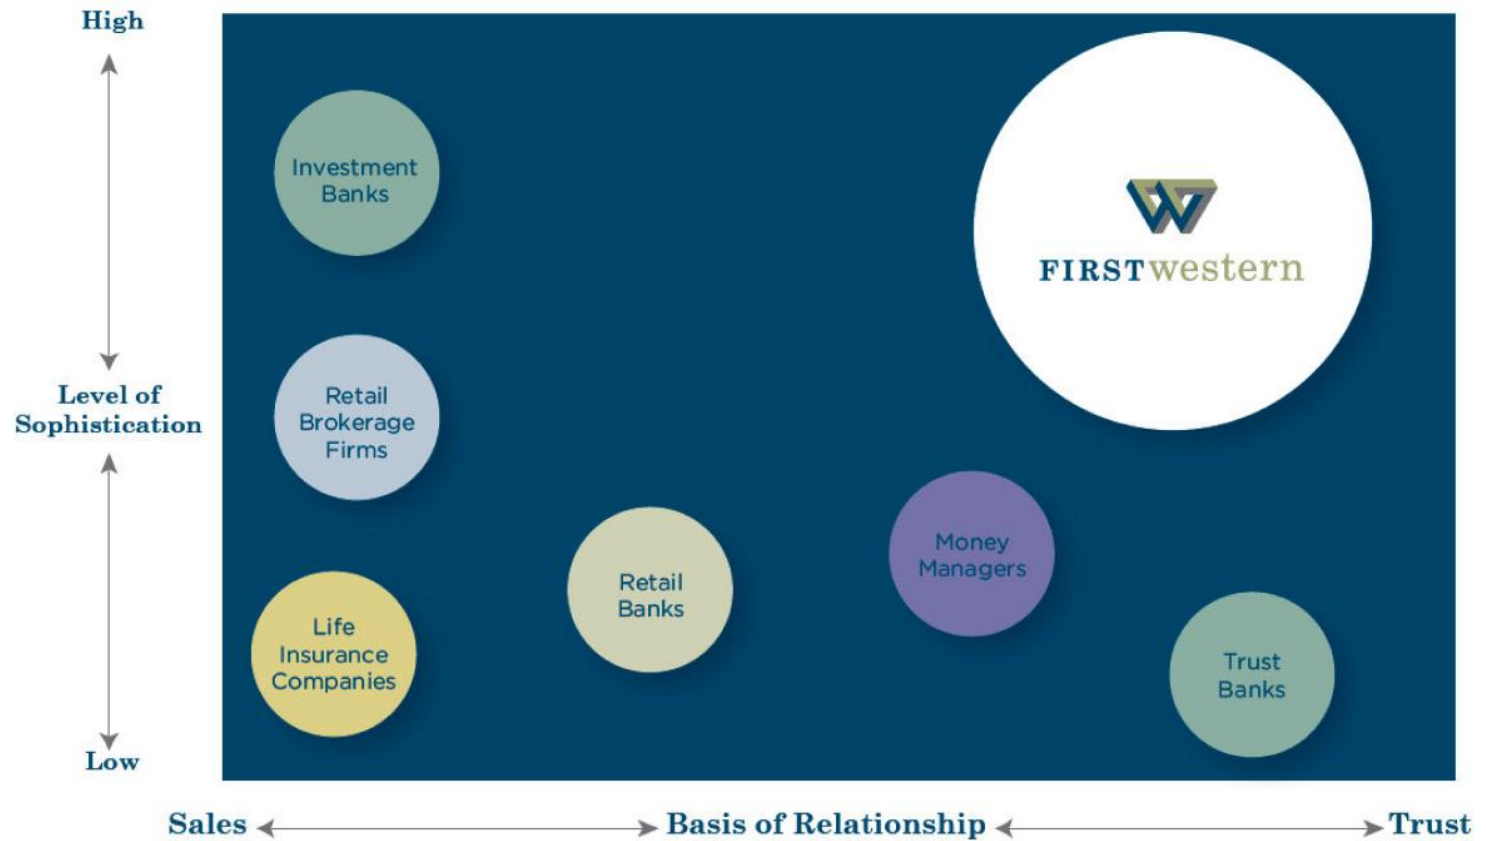 High
Investment
Banks
FIRSTwestern
Level of
Sophistication
Retail
Brokerage
Firms
Money
Managers
Retail
Banks
Life
Insurance
Companies
Trust
Banks
Low
Sales
Basis of Relationship
Trust